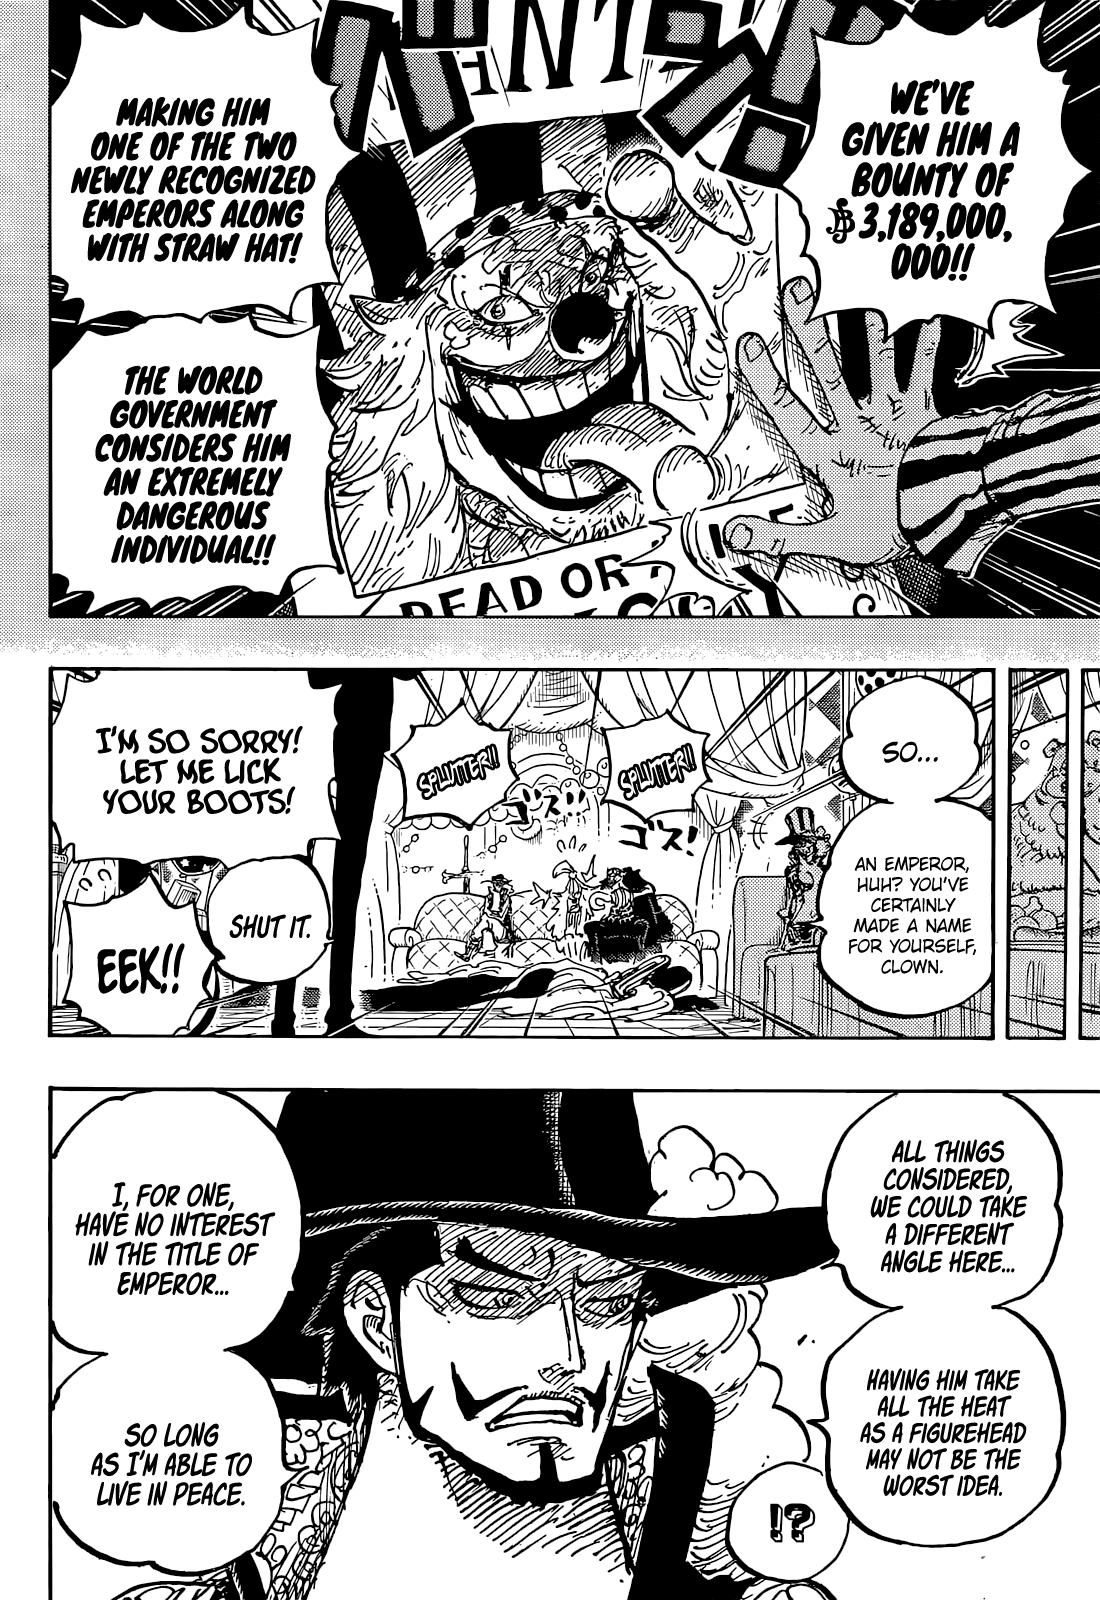 WE'VE
GIVEN HIM A
BOUNTY OF
฿3,189,000,
000!!
MAKING HIM
ONE OF THE TWO
NEWLY RECOGNIZED
EMPERORS ALONG
WITH STRAW HAT!
THE WORLD
GOVERNMENT
CONSIDERS HIM
AN EXTREMELY
DANGEROUS
INDIVIDUAL!!
DEAD OR
SO...
AN EMPEROR,
HUH? YOU'VE
CERTAINLY
MADE A NAME
FOR YOURSELF,
CLOWN.
SPLUTTER!!
ゴス!
SPLUTTER!!
ゴス!!
I'M SO SORRY!
LET ME LICK
YOUR BOOTS!
SHUT IT.
EEK!!
ALL THINGS
CONSIDERED,
WE COULD TAKE
A DIFFERENT
ANGLE HERE...
HAVING HIM TAKE
ALL THE HEAT
AS A FIGUREHEAD
MAY NOT BE THE
WORST IDEA.
!?
I, FOR ONE,
HAVE NO INTEREST
IN THE TITLE OF
EMPEROR...
SO LONG
AS I'M ABLE TO
LIVE IN PEACE.